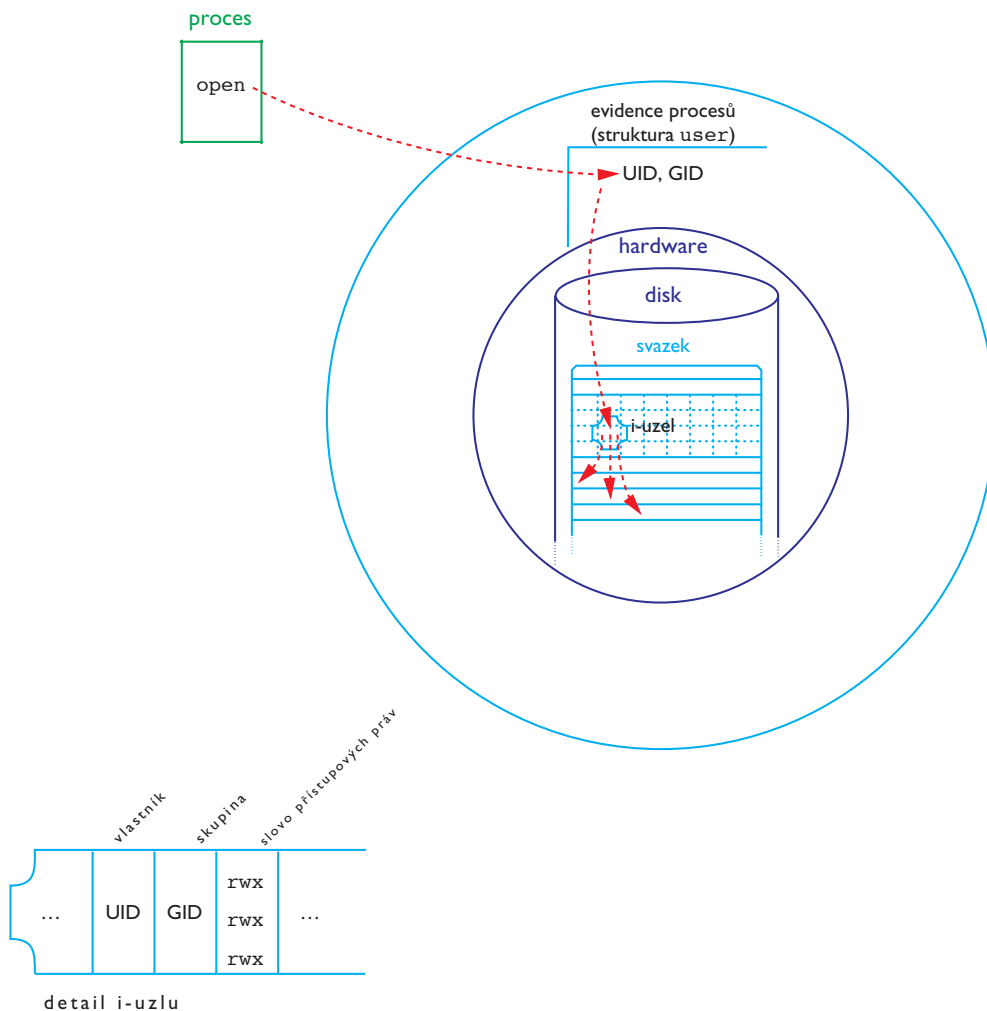 proces
open
evidence procesů
(struktura user)
UID, GID
hardware
disk
svazek
i-uzel
vlastník
skupina
slovo přístupových práv
... UID GID rwx ...
rwx
rwx
detail i-uzlu